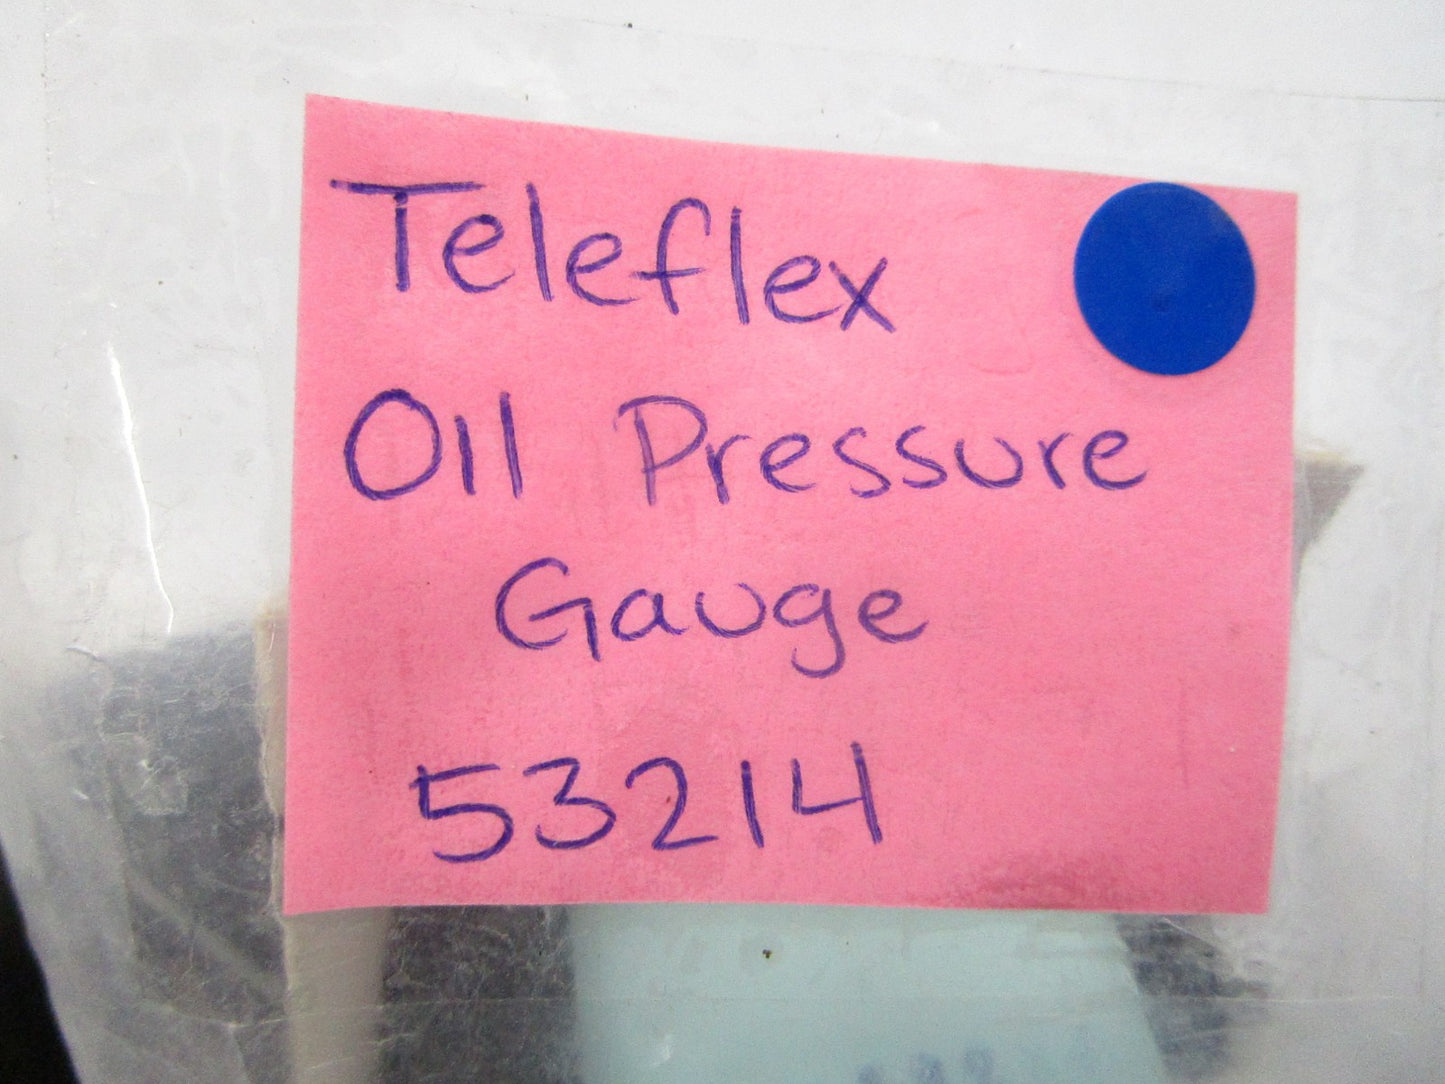 Teleflex
Oil Pressure
Gauge
53214